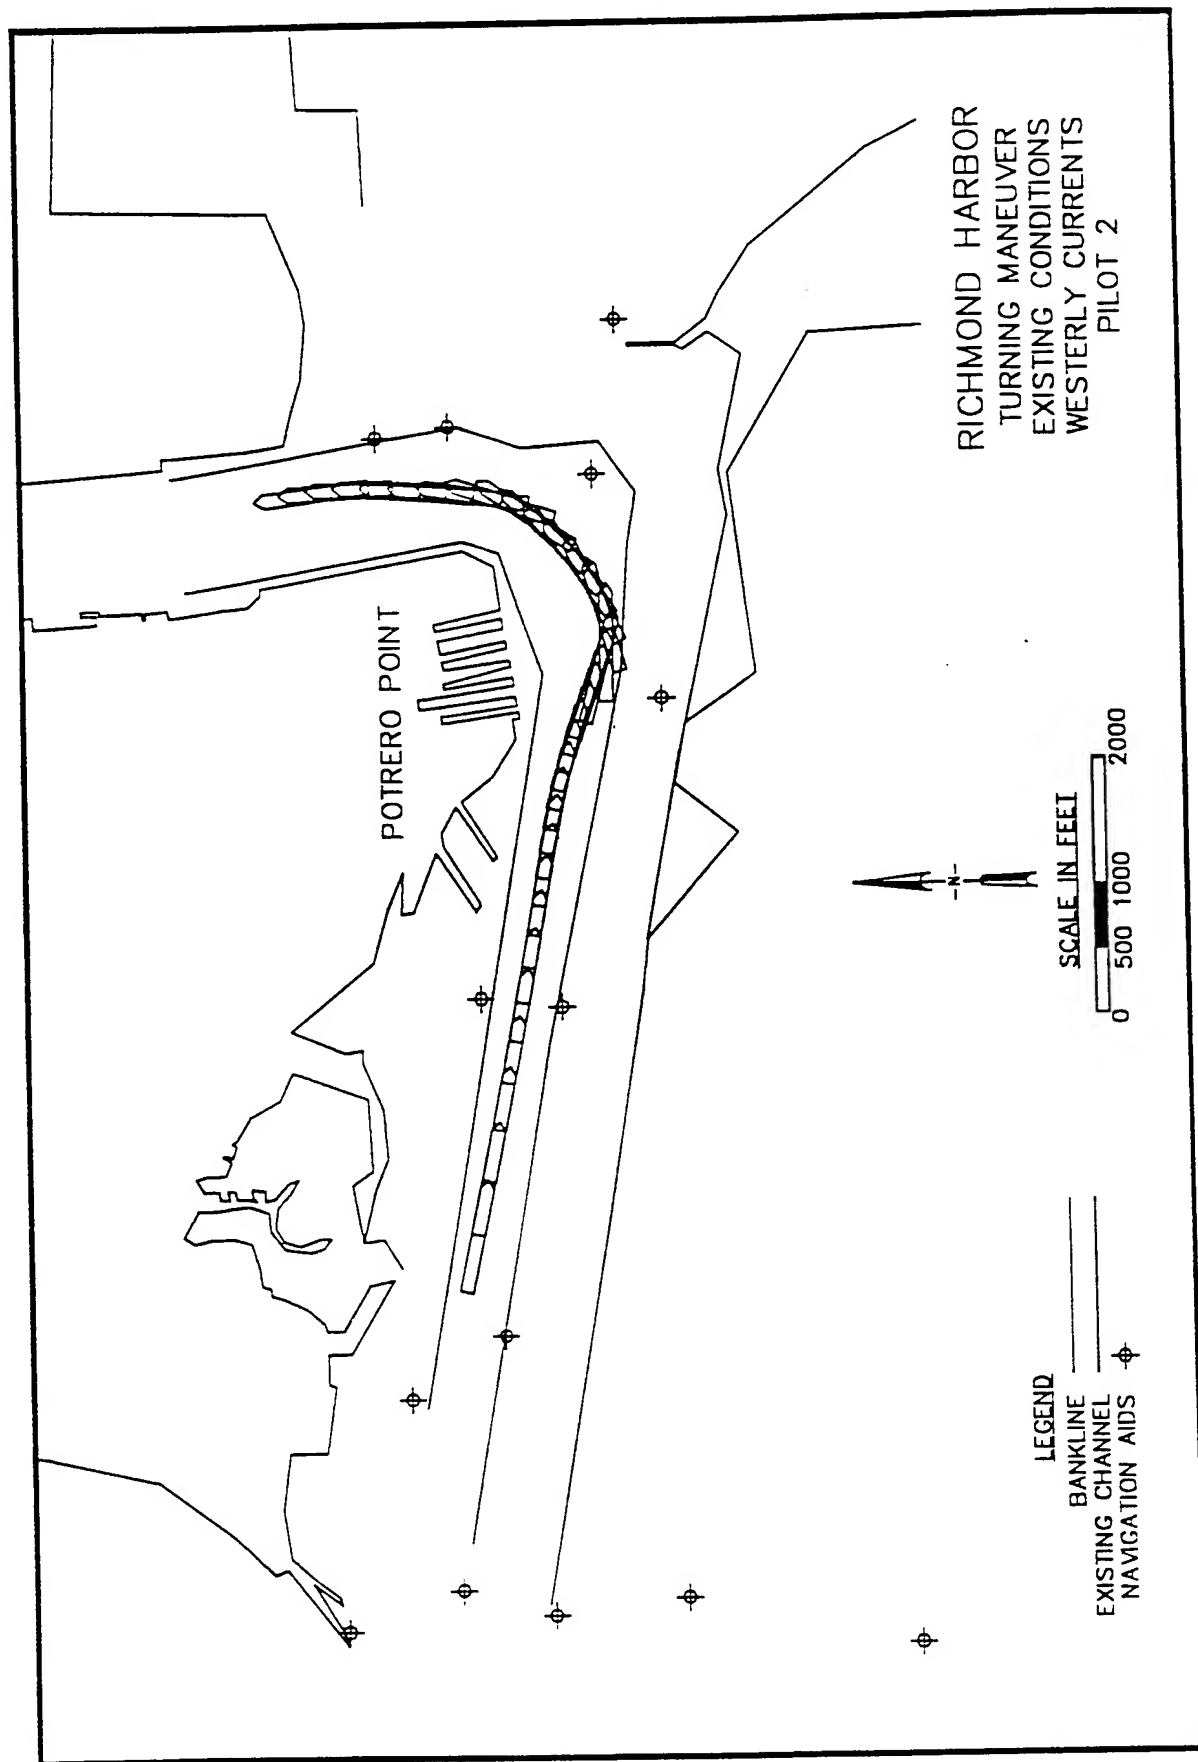 POTRERO POINT
RICHMOND HARBOR
TURNING MANEUVER
EXISTING CONDITIONS
WESTERLY CURRENTS
PILOT 2
-N-
SCALE IN FEET
0 500 1000 2000
LEGEND
BANKLINE
EXISTING CHANNEL
NAVIGATION AIDS